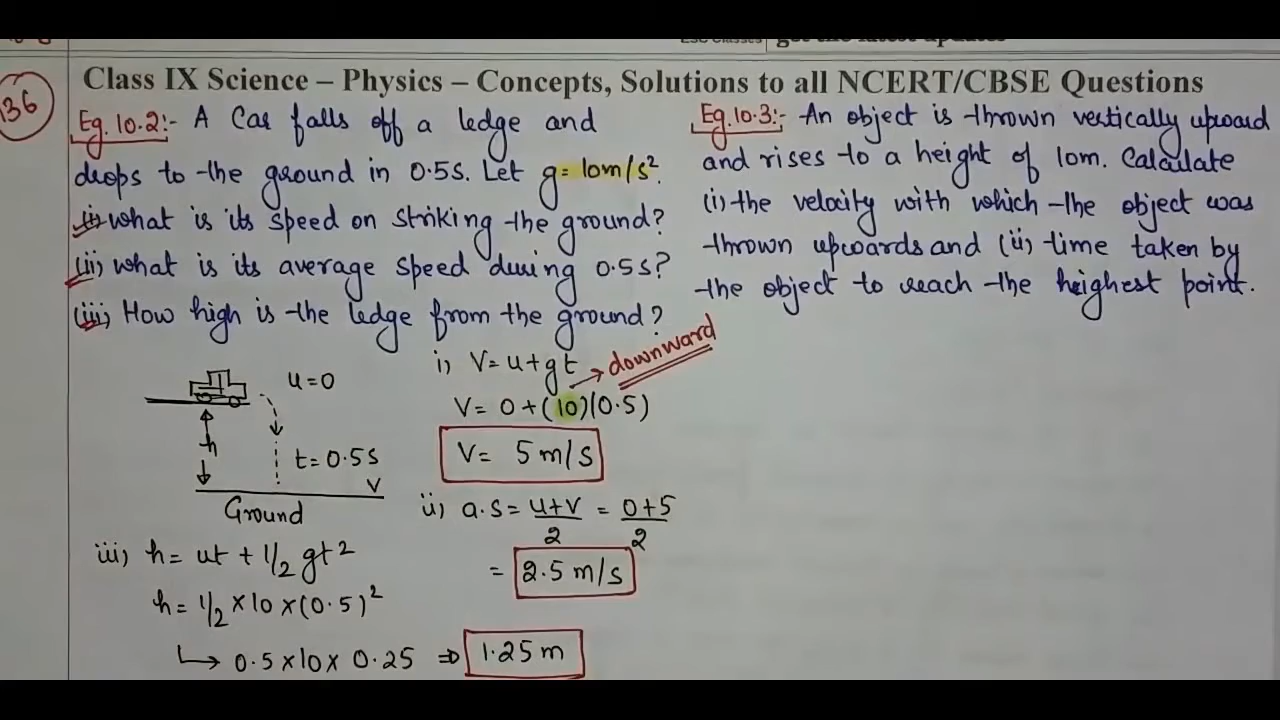 Class IX Science – Physics – Concepts, Solutions to all NCERT/CBSE Questions
136
Eg. 10.2:- A Car falls off a ledge and
drops to the ground in 0.5s. Let g = 10m/s².
(i) what is its speed on striking the ground?
(ii) what is its average speed during 0.5s?
(iii) How high is the ledge from the ground?
u=0
h
t=0.5s
V
Ground
i) V= u+gt → downward
V= 0+(10)(0.5)
V= 5m/s
ii) a.s = u+v/2 = 0+5/2
= 2.5 m/s
iii) h= ut + 1/2 gt²
h= 1/2 × 10 × (0.5)²
↳ 0.5 × 10 × 0.25 ⇒ 1.25 m
Eg. 10.3:- An object is thrown vertically upward
and rises to a height of 10m. Calculate
(i) the velocity with which the object was
thrown upwards and (ii) time taken by
the object to reach the heighest point.